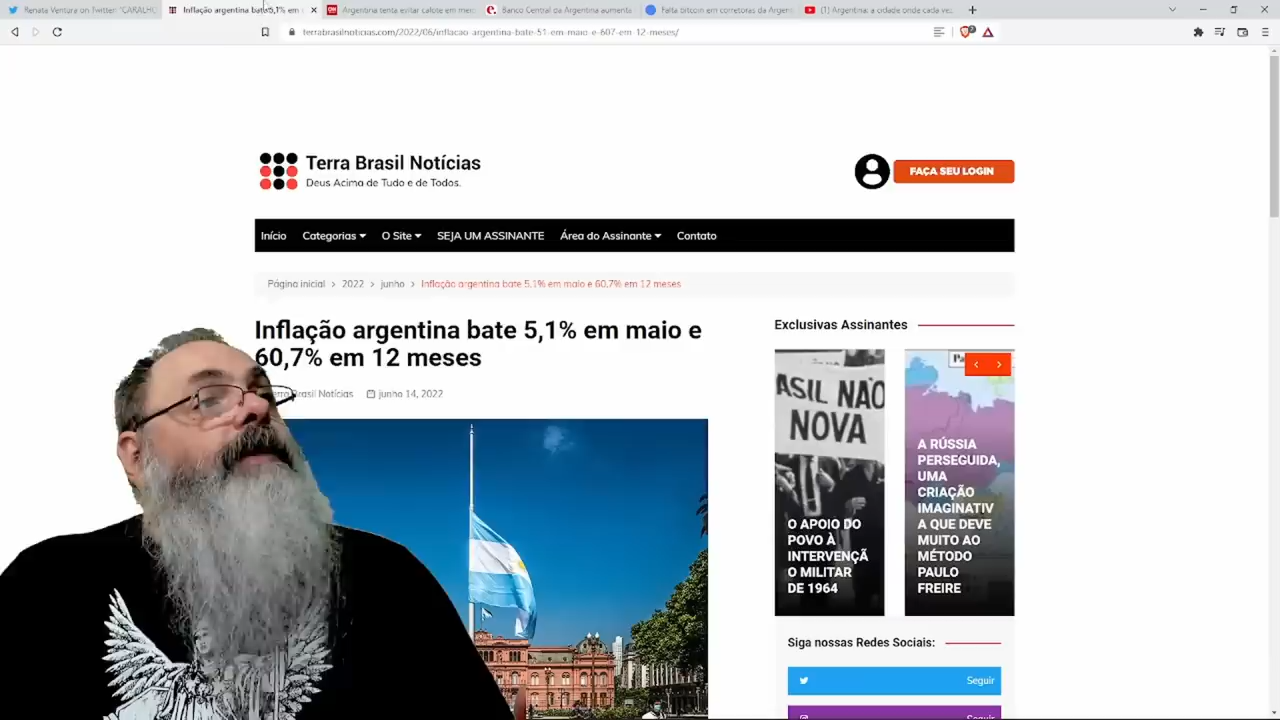 Renata Ventura on Twitter: "CARALHO
Inflação argentina bate 5,1% em
Argentina tenta evitar calote em mei
Banco Central da Argentina aumenta
Falta bitcoin em corretoras da Argen
(1) Argentina: a cidade onde cada vez
terrabrasilnoticias.com/2022/06/inflacao-argentina-bate-51-em-maio-e-607-em-12-meses/
Terra Brasil Notícias
Deus Acima de Tudo e de Todos.
FAÇA SEU LOGIN
Início Categorias O Site SEJA UM ASSINANTE Área do Assinante Contato
Página inicial > 2022 > junho > Inflação argentina bate 5,1% em maio e 60,7% em 12 meses
Inflação argentina bate 5,1% em maio e
60,7% em 12 meses
Terra Brasil Notícias junho 14, 2022
Exclusivas Assinantes
ASIL NÃO
NOVA
O APOIO DO
POVO À
INTERVENÇÃ
O MILITAR
DE 1964
A RÚSSIA
PERSEGUIDA,
UMA
CRIAÇÃO
IMAGINATIV
A QUE DEVE
MUITO AO
MÉTODO
PAULO
FREIRE
Siga nossas Redes Sociais:
Seguir
Seguir